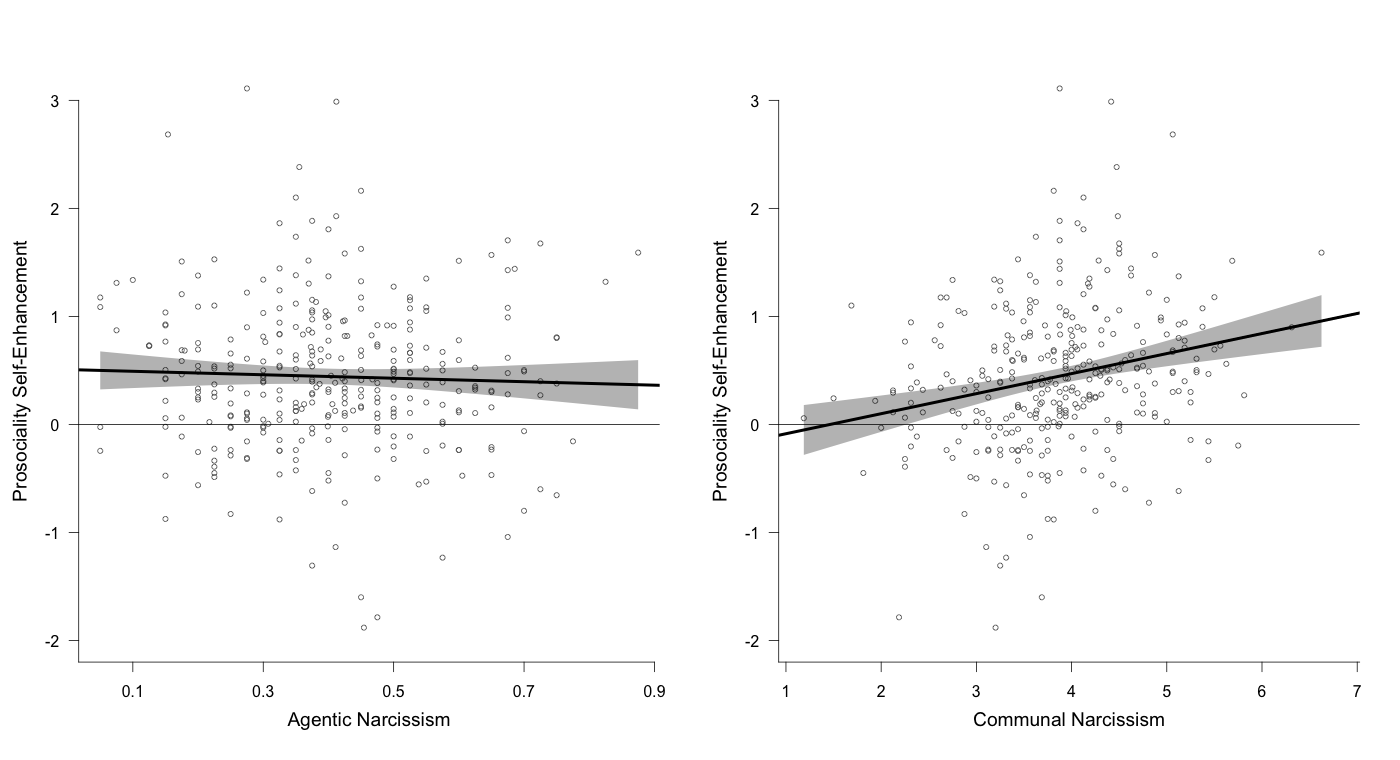 Prosociality Self-Enhancement
3
2
1
0
-1
-2
0.1 0.3 0.5 0.7 0.9
Agentic Narcissism
Prosociality Self-Enhancement
3
2
1
0
-1
-2
1 2 3 4 5 6 7
Communal Narcissism